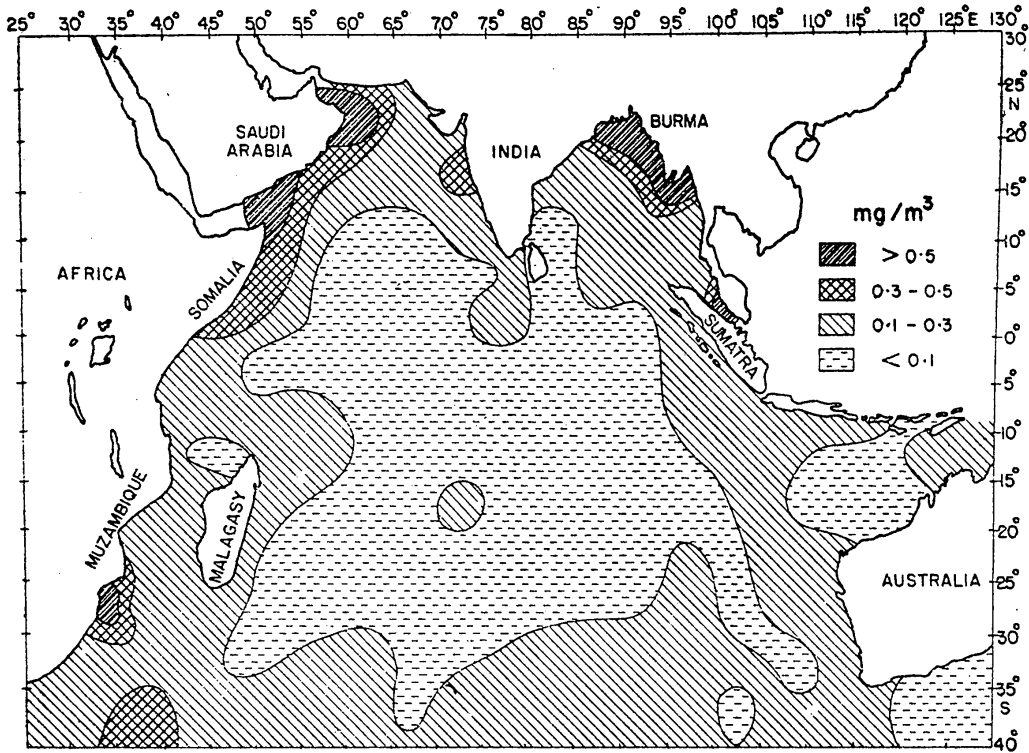 25° 30° 35° 40° 45° 50° 55° 60° 65° 70° 75° 80° 85° 90° 95° 100° 105° 110° 115° 120° 125°E 130°
30°
25°
N
20°
15°
10°
5°
0°
5°
10°
15°
20°
25°
30°
35°
S
40°
SAUDI
ARABIA
INDIA
BURMA
AFRICA
SOMALIA
SUMATRA
MUZAMBIQUE
MALAGASY
AUSTRALIA
mg/m³
> 0·5
0·3 - 0·5
0·1 - 0·3
< 0·1